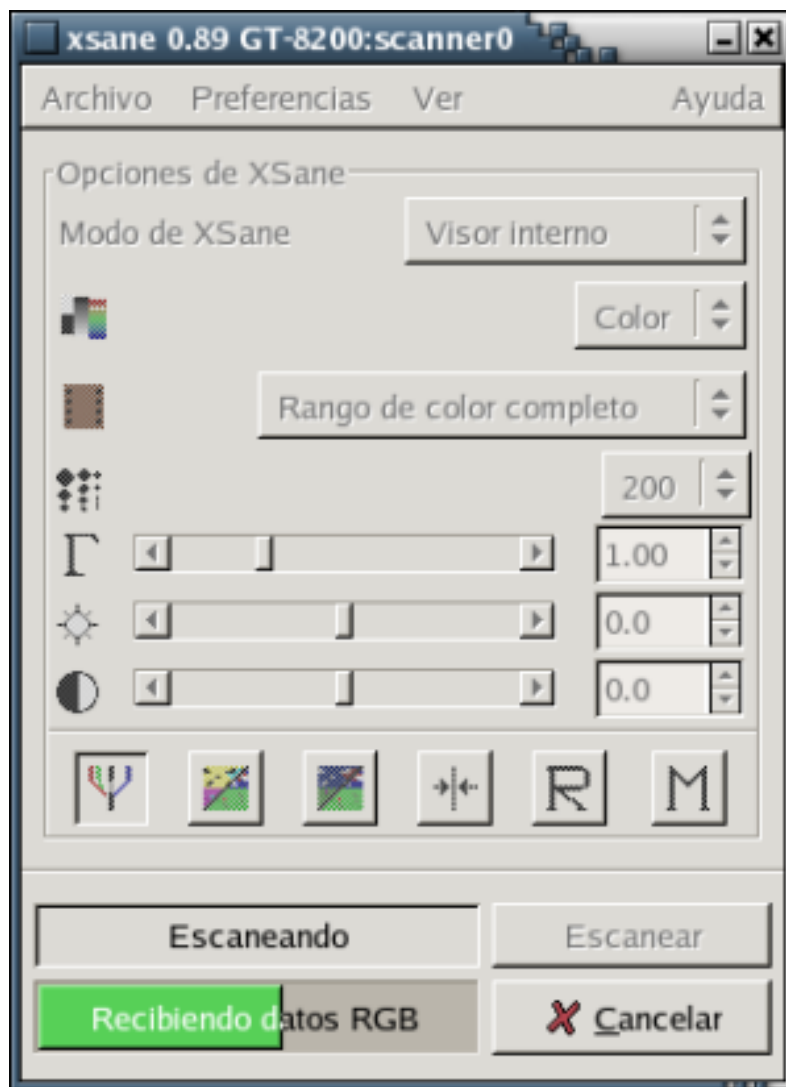 xsane 0.89 GT-8200:scanner0
Archivo Preferencias Ver Ayuda
Opciones de XSane
Modo de XSane Visor interno
Color
Rango de color completo
200
Γ 1.00
0.0
0.0
R M
Escaneando Escanear
Recibiendo datos RGB Cancelar